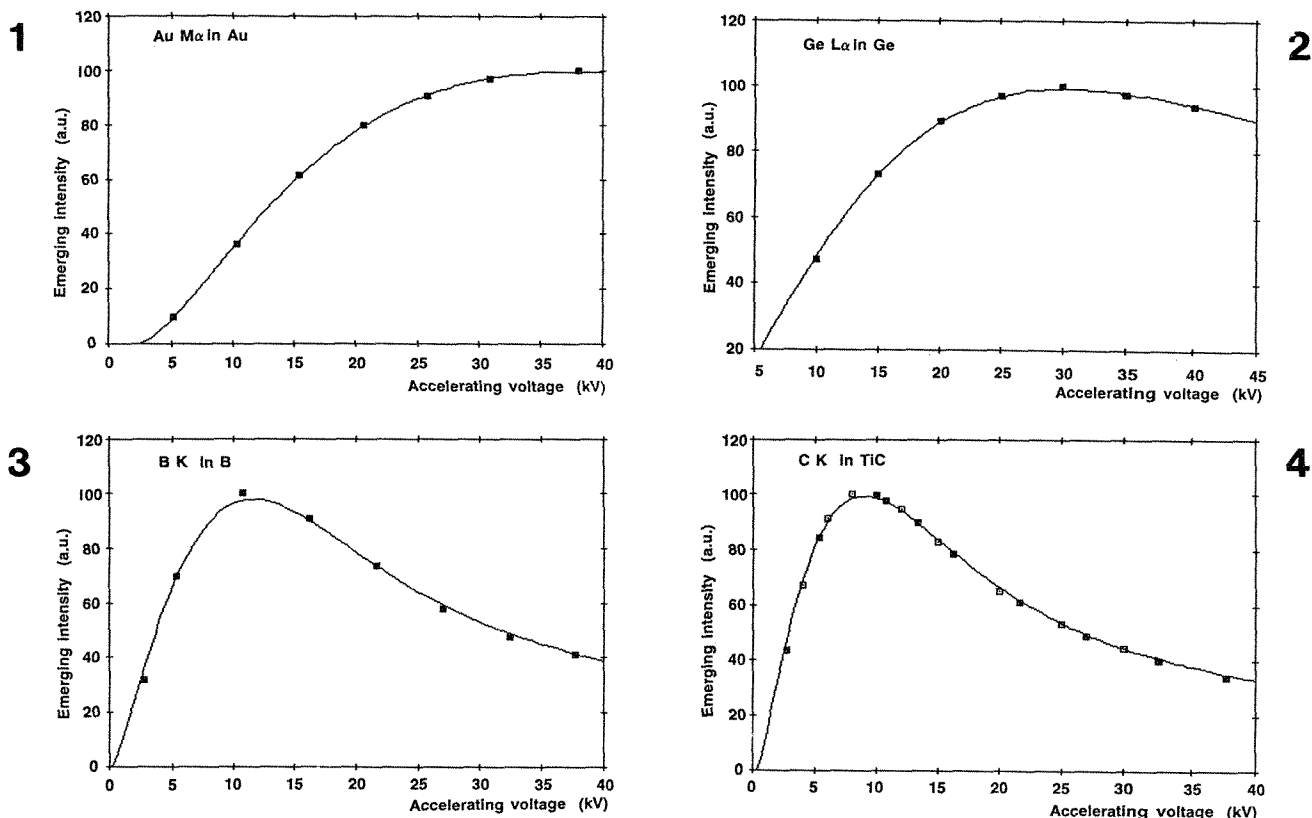 1
Au Mα in Au
Emerging intensity (a.u.)
120
100
80
60
40
20
0
0 5 10 15 20 25 30 35 40
Accelerating voltage (kV)
2
Ge Lα in Ge
Emerging intensity (a.u.)
120
100
80
60
40
20
5 10 15 20 25 30 35 40 45
Accelerating voltage (kV)
3
B K in B
Emerging intensity (a.u.)
120
100
80
60
40
20
0
0 5 10 15 20 25 30 35 40
Accelerating voltage (kV)
4
C K in TiC
Emerging intensity (a.u.)
120
100
80
60
40
20
0
0 5 10 15 20 25 30 35 40
Accelerating voltage (kV)